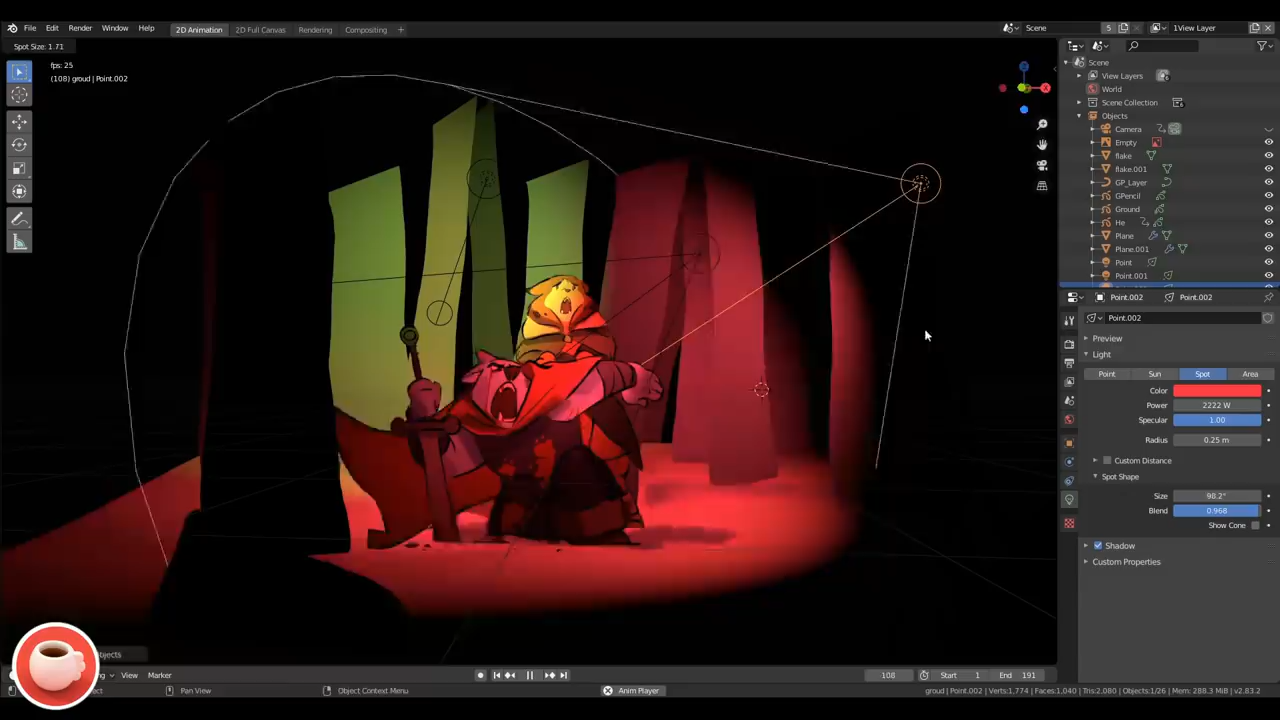 File Edit Render Window Help 2D Animation 2D Full Canvas Rendering Compositing + Scene 5 1View Layer
Spot Size: 1.71
fps: 25
(108) groud | Point.002
Scene
View Layers
World
Scene Collection
Objects
Camera
Empty
flake
flake.001
GP_Layer
GPencil
Ground
He
Plane
Plane.001
Point
Point.001
Point.002 Point.002
Point.002
Preview
Light
Point Sun Spot Area
Color
Power 2222 W
Specular 1.00
Radius 0.25 m
Custom Distance
Spot Shape
Size 98.2°
Blend 0.968
Show Cone
Shadow
Custom Properties
View Marker 108 Start 1 End 191
Pan View Object Context Menu Anim Player groud | Point.002 | Verts:1,774 | Faces:1,040 | Tris:2,080 | Objects:1/26 | Mem: 288.3 MiB | v2.83.2